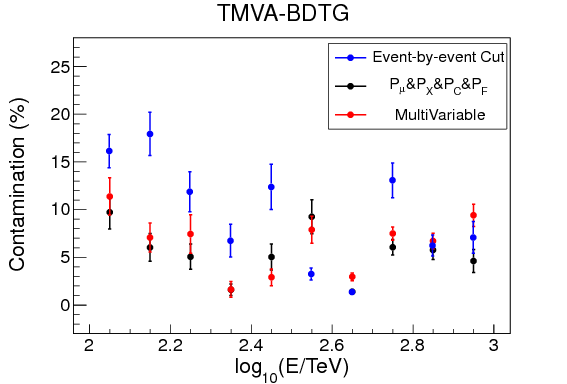 TMVA-BDTG
Contamination (%)
25
20
15
10
5
0
Event-by-event Cut
Pμ&PX&PC&PF
MultiVariable
2 2.2 2.4 2.6 2.8 3
log10(E/TeV)